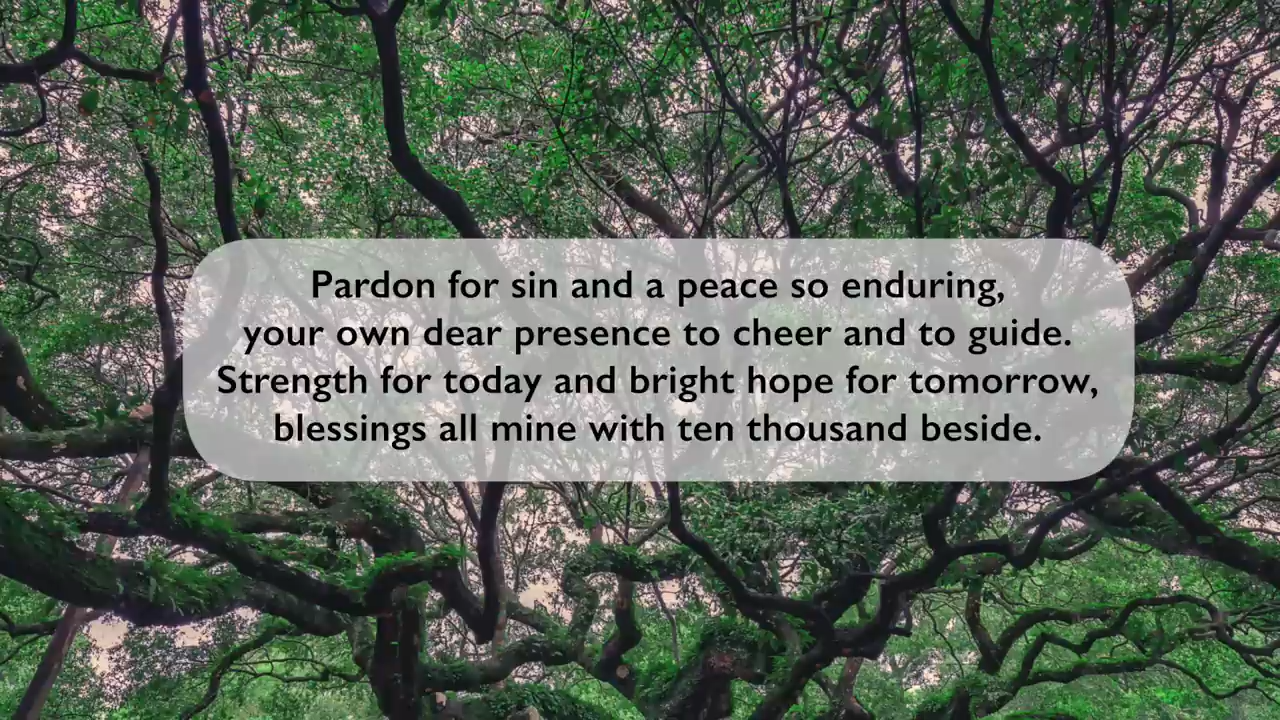 Pardon for sin and a peace so enduring,
your own dear presence to cheer and to guide.
Strength for today and bright hope for tomorrow,
blessings all mine with ten thousand beside.